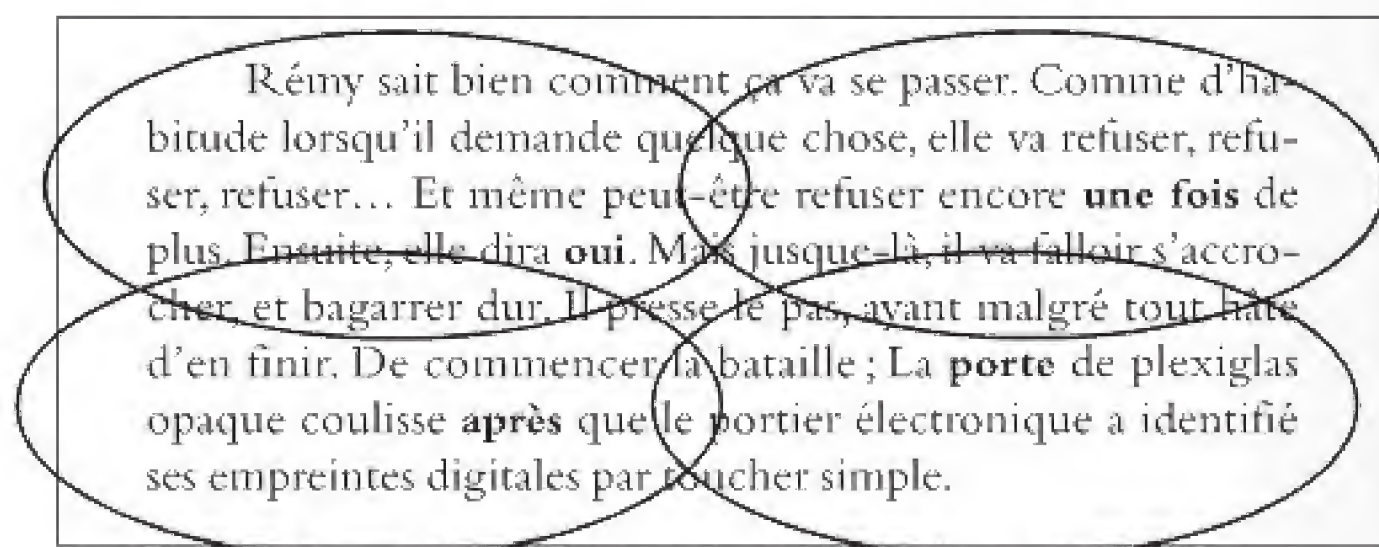 Rémy sait bien comment ça va se passer. Comme d'ha-
bitude lorsqu'il demande quelque chose, elle va refuser, refu-
ser, refuser... Et même peut-être refuser encore une fois de
plus. Ensuite, elle dira oui. Mais jusque-là, il va falloir s'accro-
cher, et bagarrer dur. Il presse le pas, ayant malgré tout hâte
d'en finir. De commencer la bataille ; La porte de plexiglas
opaque coulisse après que le portier électronique a identifié
ses empreintes digitales par toucher simple.